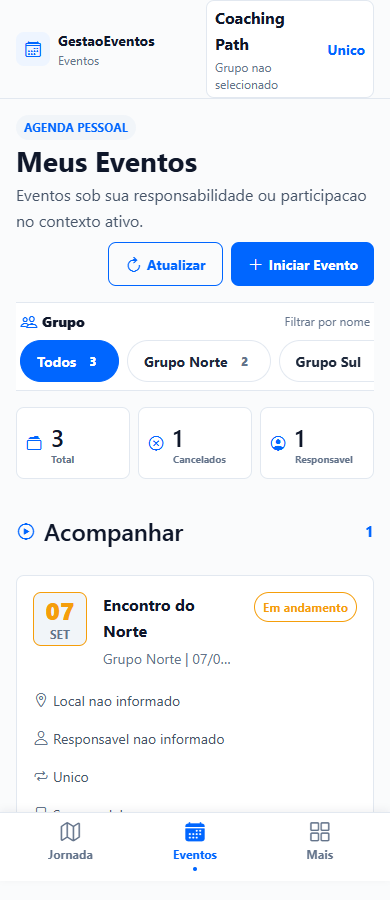 GestaoEventos
Eventos
Coaching
Path
Grupo nao
selecionado
Unico
AGENDA PESSOAL
Meus Eventos
Eventos sob sua responsabilidade ou participacao
no contexto ativo.
Atualizar
Iniciar Evento
Grupo
Filtrar por nome
Todos 3
Grupo Norte 2
Grupo Sul
3
Total
1
Cancelados
1
Responsavel
Acompanhar
1
07
SET
Encontro do
Norte
Em andamento
Grupo Norte | 07/0...
Local nao informado
Responsavel nao informado
Unico
Jornada
Eventos
Mais